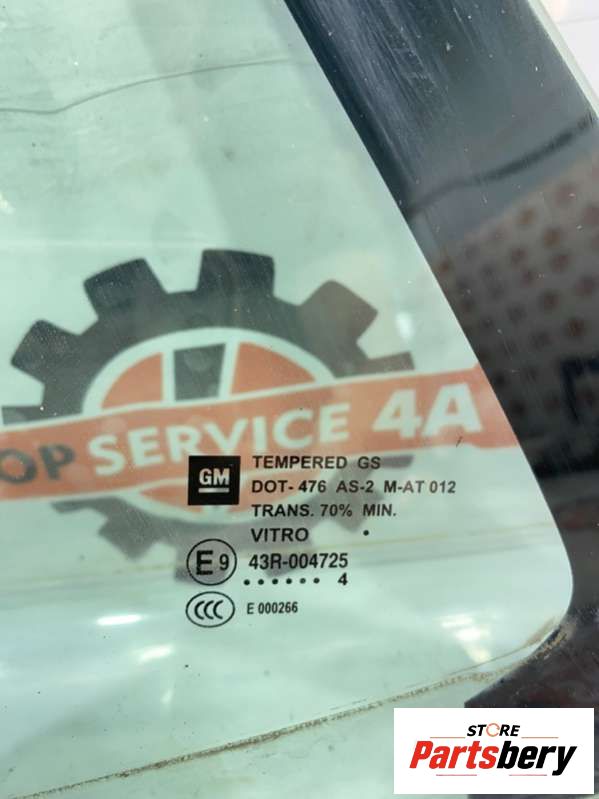 OP SERVICE 4A
GM
TEMPERED GS
DOT- 476 AS-2 M-AT 012
TRANS. 70% MIN.
VITRO •
E9 43R-004725
• • • • • • 4
CCC E 000266
STORE
Partsbery